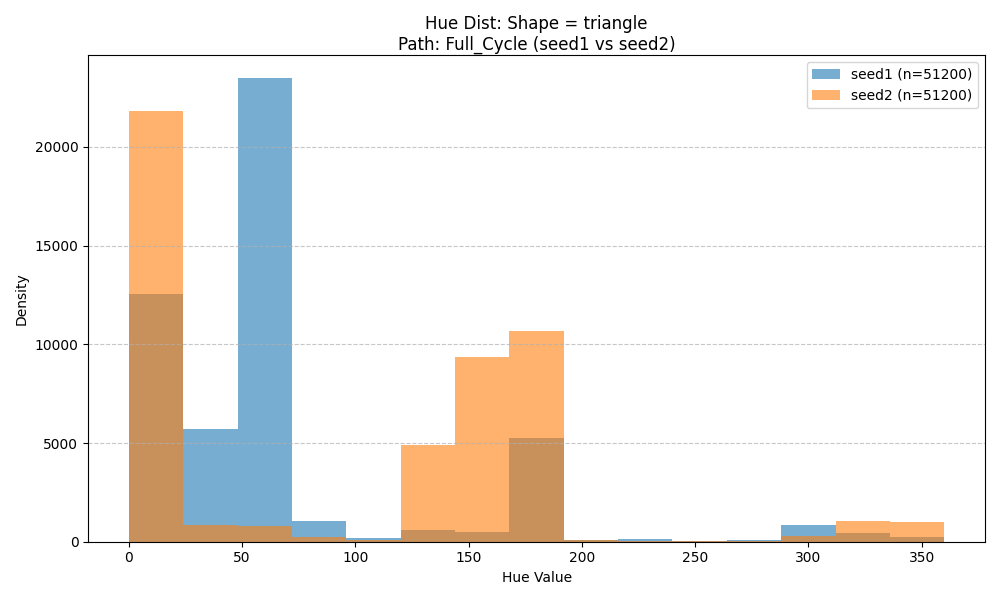 Hue Dist: Shape = triangle
Path: Full_Cycle (seed1 vs seed2)
seed1 (n=51200)
seed2 (n=51200)
Density
20000
15000
10000
5000
0
0 50 100 150 200 250 300 350
Hue Value